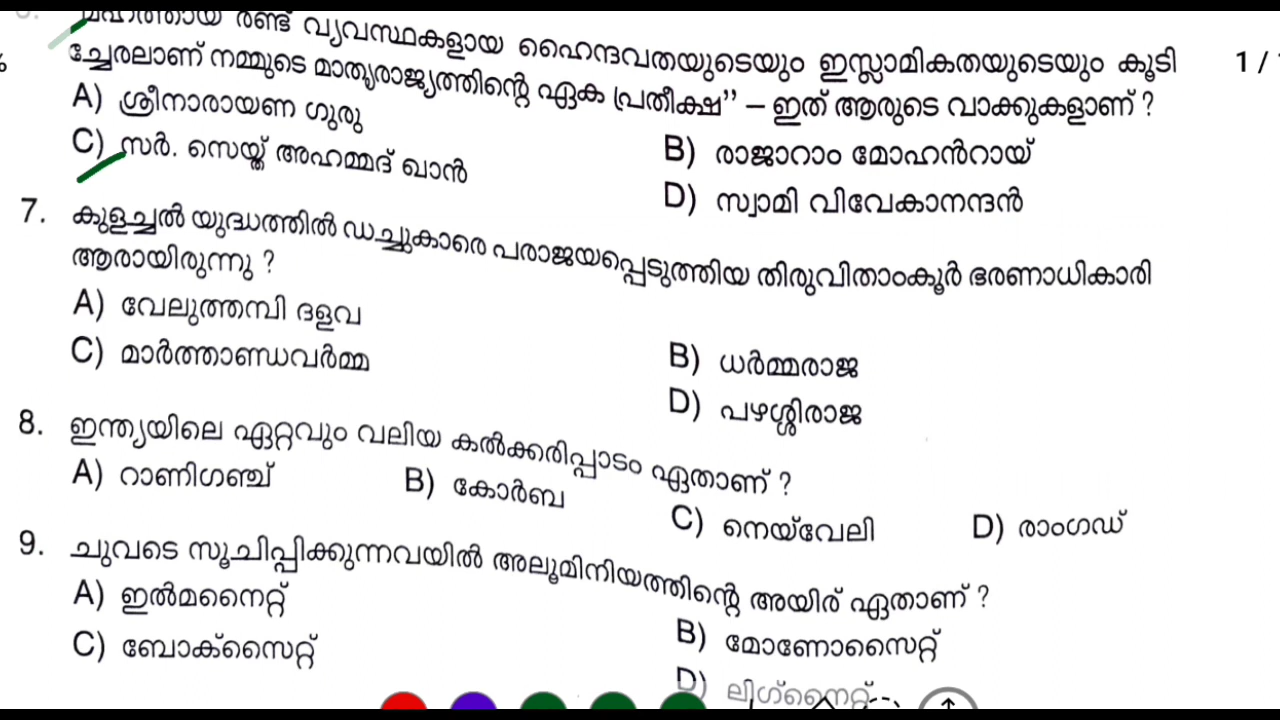 മഹത്തായ രണ്ട് വ്യവസ്ഥകളായ ഹൈന്ദവതയുടെയും ഇസ്ലാമികതയുടെയും കൂടി
ച്ചേരലാണ് നമ്മുടെ മാതൃരാജ്യത്തിന്റെ ഏക പ്രതീക്ഷ” – ഇത് ആരുടെ വാക്കുകളാണ് ?
1 /
A) ശ്രീനാരായണ ഗുരു
B) രാജാറാം മോഹൻറായ്
C) സർ. സെയ്ത് അഹമ്മദ് ഖാൻ
D) സ്വാമി വിവേകാനന്ദൻ
7. കുളച്ചൽ യുദ്ധത്തിൽ ഡച്ചുകാരെ പരാജയപ്പെടുത്തിയ തിരുവിതാംകൂർ ഭരണാധികാരി
ആരായിരുന്നു ?
A) വേലുത്തമ്പി ദളവ
B) ധർമ്മരാജ
C) മാർത്താണ്ഡവർമ്മ
D) പഴശ്ശിരാജ
8. ഇന്ത്യയിലെ ഏറ്റവും വലിയ കൽക്കരിപ്പാടം ഏതാണ് ?
A) റാണിഗഞ്ച് B) കോർബ C) നെയ്‌വേലി D) രാംഗഡ്
9. ചുവടെ സൂചിപ്പിക്കുന്നവയിൽ അലൂമിനിയത്തിന്റെ അയിര് ഏതാണ് ?
A) ഇൽമനൈറ്റ്
B) മോണോസൈറ്റ്
C) ബോക്സൈറ്റ്
D) ലിഗ്നൈറ്റ്